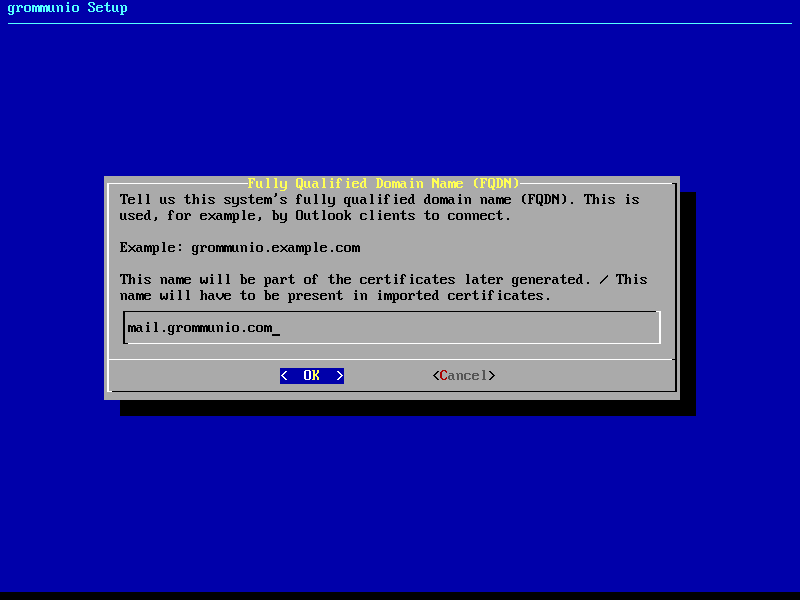 grommunio Setup
Fully Qualified Domain Name (FQDN)
Tell us this system's fully qualified domain name (FQDN). This is
used, for example, by Outlook clients to connect.
Example: grommunio.example.com
This name will be part of the certificates later generated. / This
name will have to be present in imported certificates.
mail.grommunio.com_
<  OK  > <Cancel>